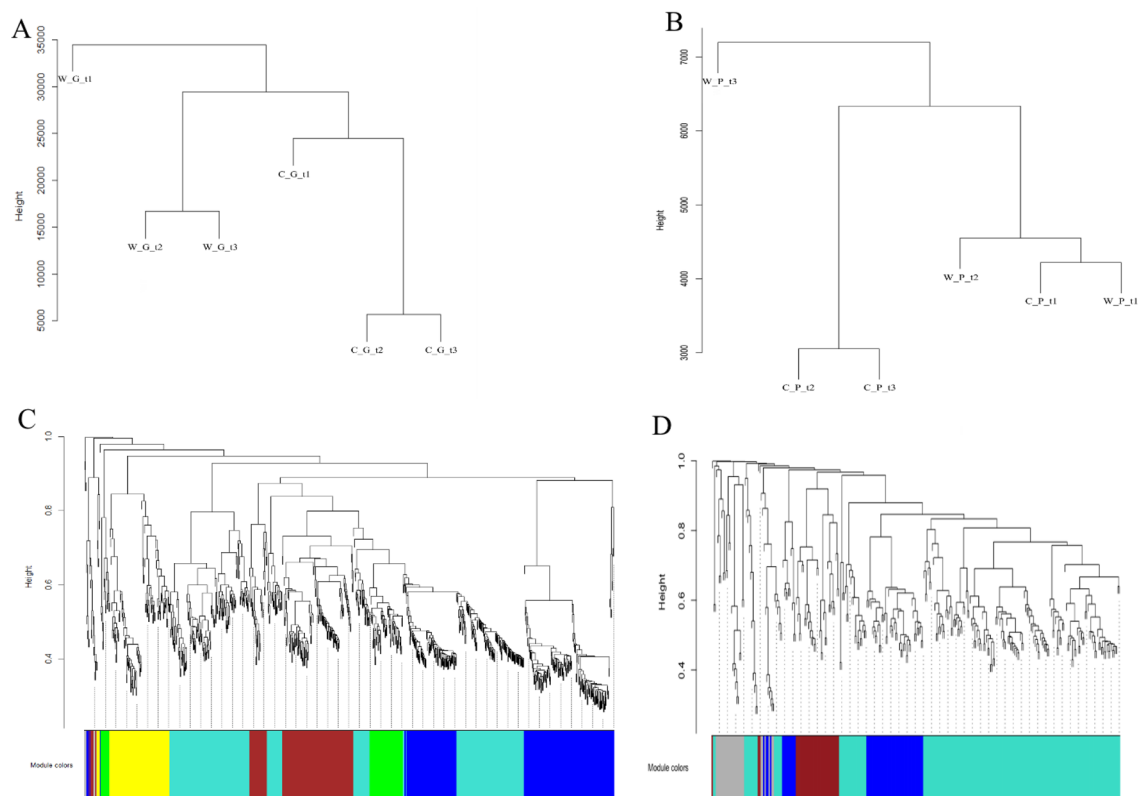 A
B
35000
30000
25000
20000
15000
10000
5000
Height
W_G_t1
C_G_t1
W_G_t2
W_G_t3
C_G_t2
C_G_t3
7000
6000
5000
4000
3000
Height
W_P_t3
W_P_t2
C_P_t1
W_P_t1
C_P_t2
C_P_t3
C
1.0
0.8
0.6
0.4
Height
Module colors
D
1.0
0.8
0.6
0.4
Height
Module colors